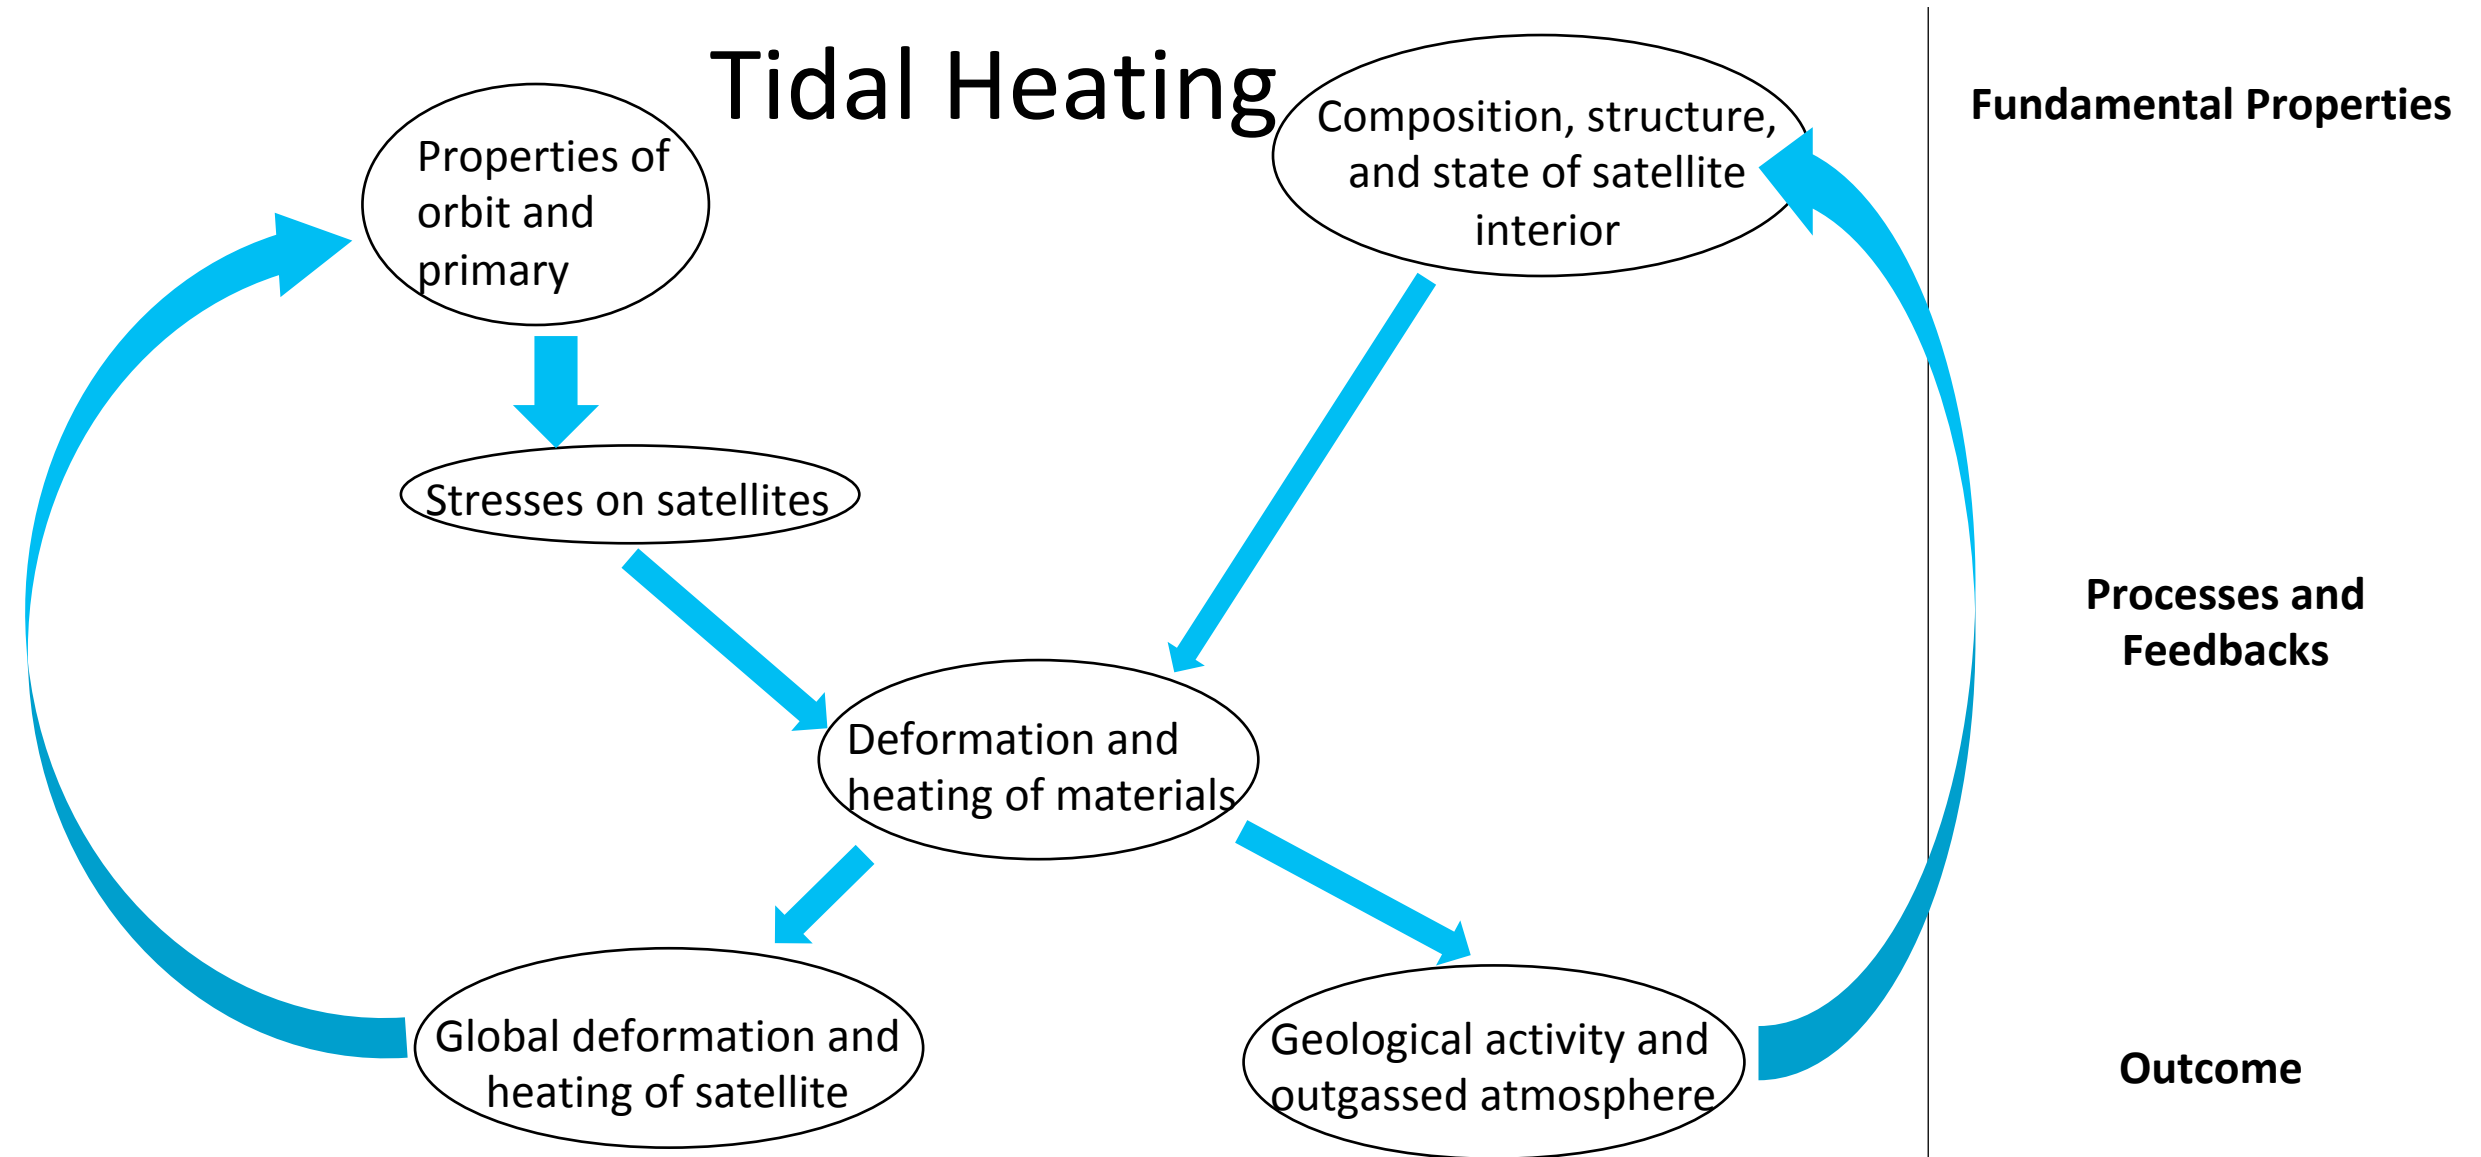 Tidal Heating
Properties of
orbit and
primary
Composition, structure,
and state of satellite
interior
Fundamental Properties
Stresses on satellites
Processes and
Feedbacks
Deformation and
heating of materials
Global deformation and
heating of satellite
Geological activity and
outgassed atmosphere
Outcome